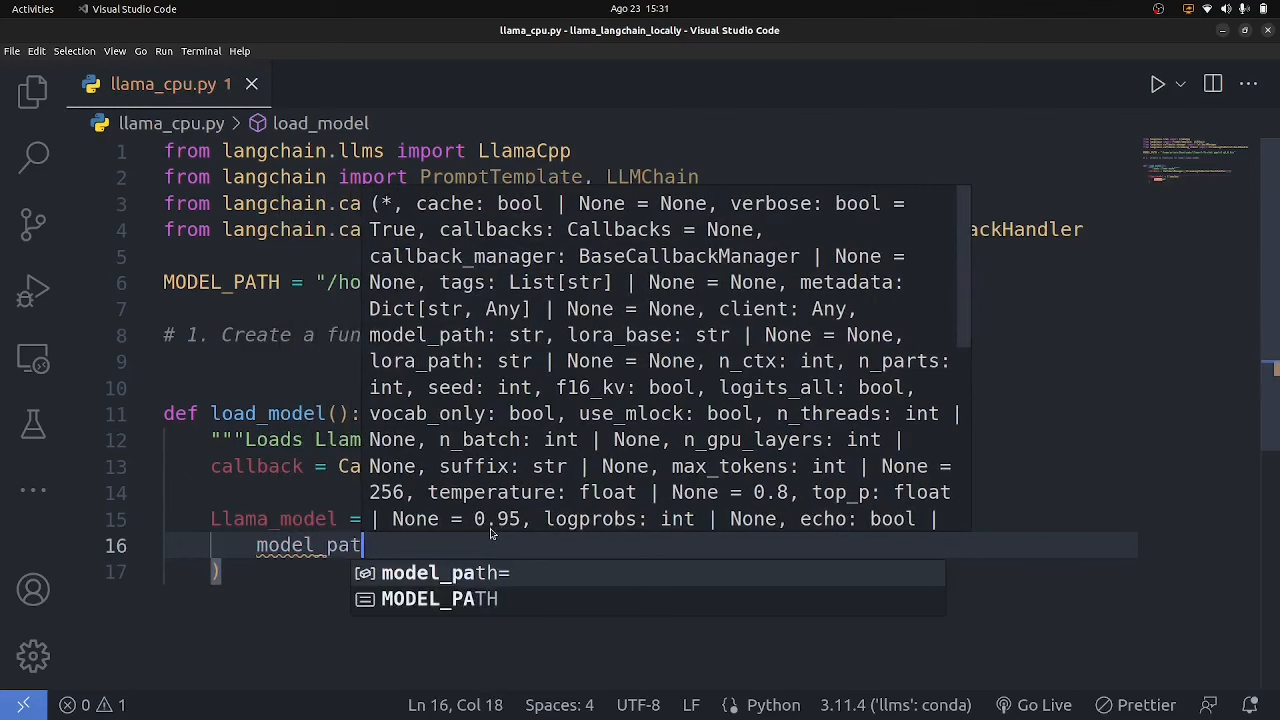 Activities Visual Studio Code Ago 23 15:31
llama_cpu.py - llama_langchain_locally - Visual Studio Code
File Edit Selection View Go Run Terminal Help
llama_cpu.py 1
llama_cpu.py > load_model
1 from langchain.llms import LlamaCpp
2 from langchain import PromptTemplate, LLMChain
3 from langchain.ca
4 from langchain.ca ackHandler
5
6 MODEL_PATH = "/ho
7
8 # 1. Create a fun
9
10
11 def load_model():
12 """Loads Llam
13 callback = Ca
14
15 Llama_model =
16 model_pat
17 )
(*, cache: bool | None = None, verbose: bool =
True, callbacks: Callbacks = None,
callback_manager: BaseCallbackManager | None =
None, tags: List[str] | None = None, metadata:
Dict[str, Any] | None = None, client: Any,
model_path: str, lora_base: str | None = None,
lora_path: str | None = None, n_ctx: int, n_parts:
int, seed: int, f16_kv: bool, logits_all: bool,
vocab_only: bool, use_mlock: bool, n_threads: int |
None, n_batch: int | None, n_gpu_layers: int |
None, suffix: str | None, max_tokens: int | None =
256, temperature: float | None = 0.8, top_p: float
| None = 0.95, logprobs: int | None, echo: bool |
model_path=
MODEL_PATH
0 1 Ln 16, Col 18 Spaces: 4 UTF-8 LF Python 3.11.4 ('llms': conda) Go Live Prettier